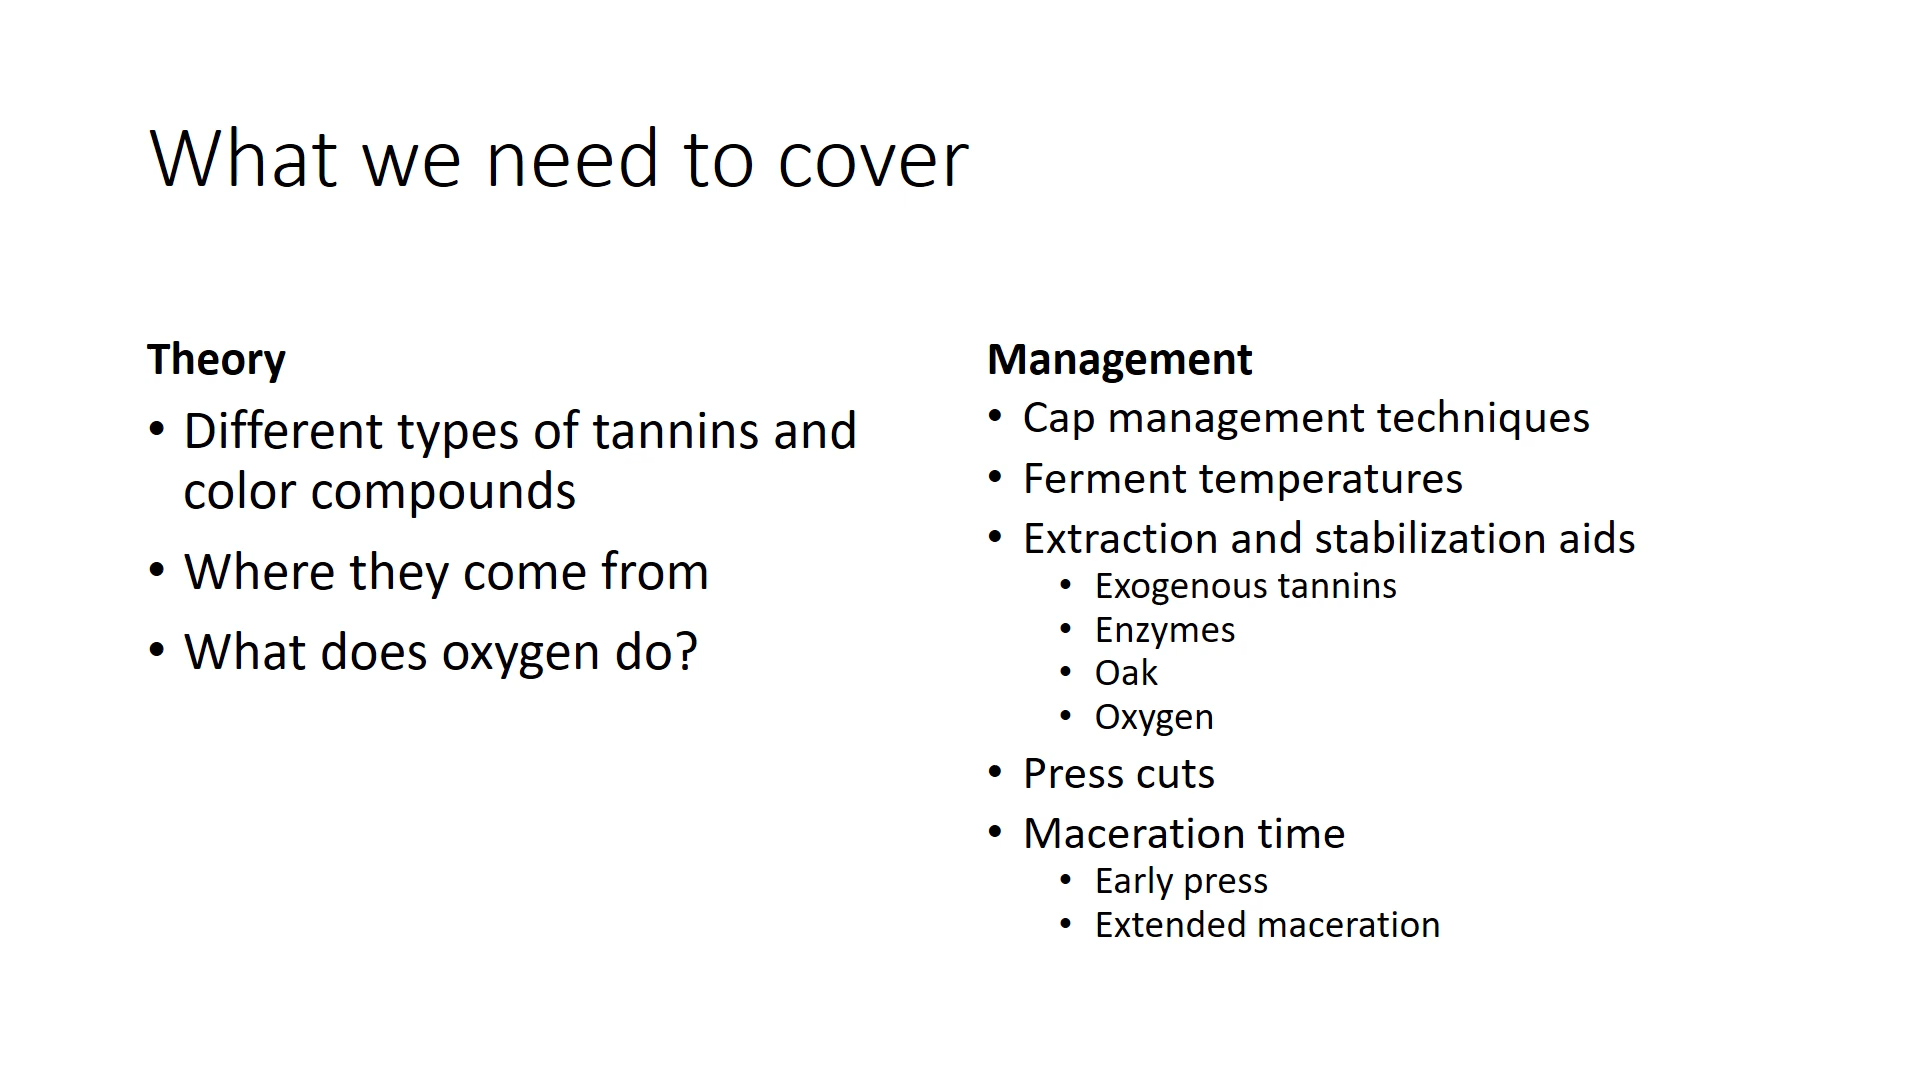 What we need to cover
Theory
• Different types of tannins and
color compounds
• Where they come from
• What does oxygen do?
Management
• Cap management techniques
• Ferment temperatures
• Extraction and stabilization aids
• Exogenous tannins
• Enzymes
• Oak
• Oxygen
• Press cuts
• Maceration time
• Early press
• Extended maceration